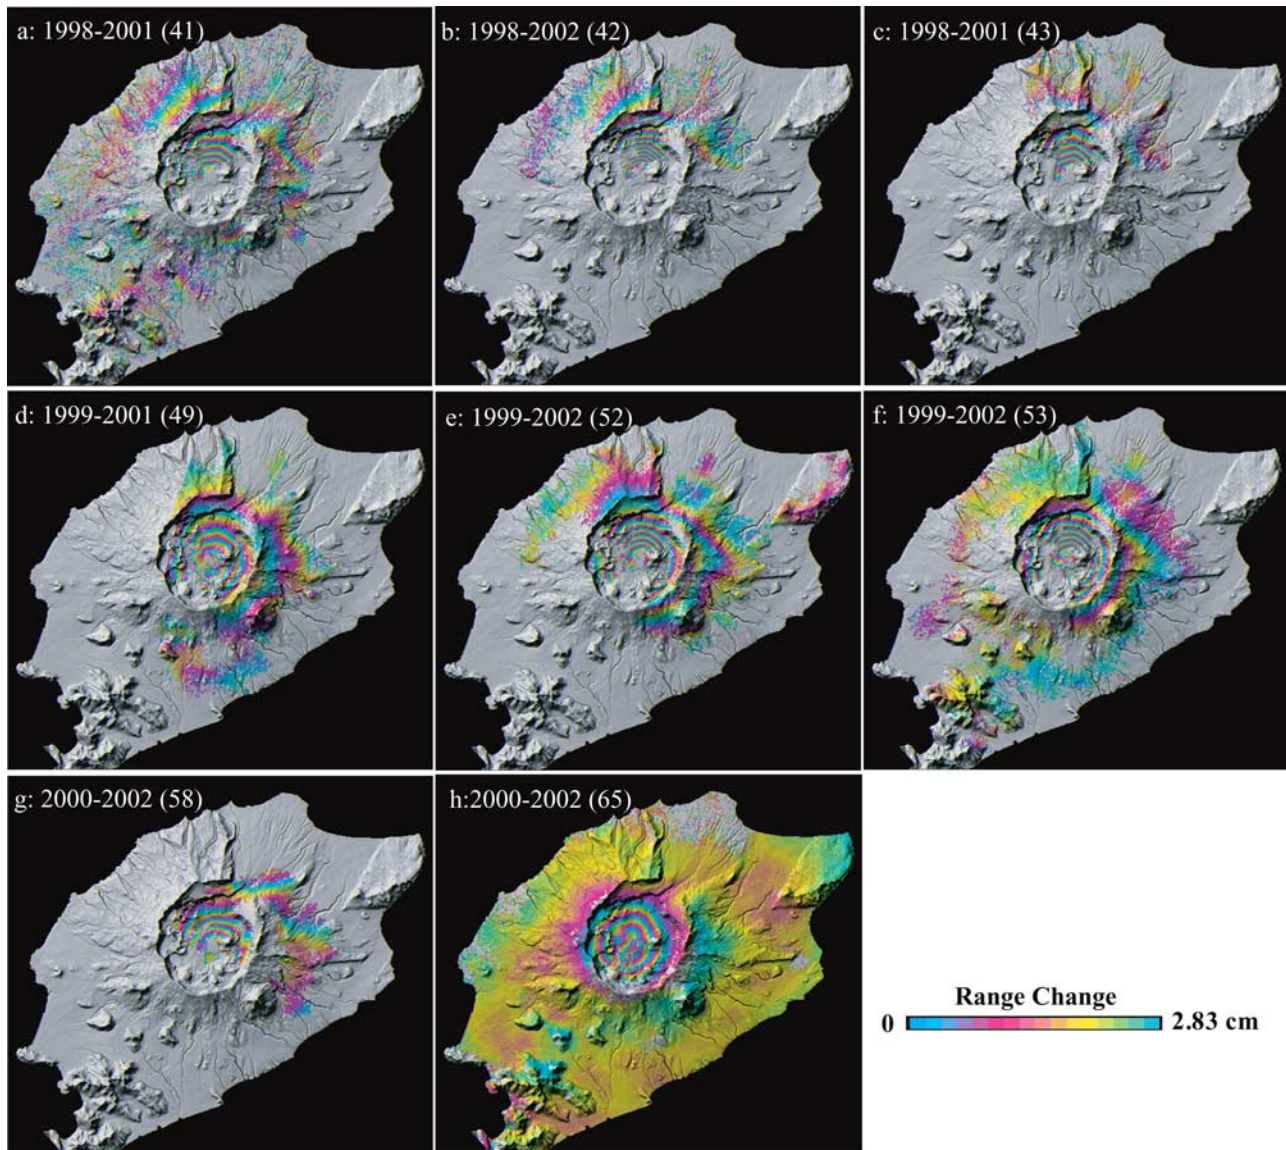 a: 1998-2001 (41)
b: 1998-2002 (42)
c: 1998-2001 (43)
d: 1999-2001 (49)
e: 1999-2002 (52)
f: 1999-2002 (53)
g: 2000-2002 (58)
h:2000-2002 (65)
Range Change
0 2.83 cm